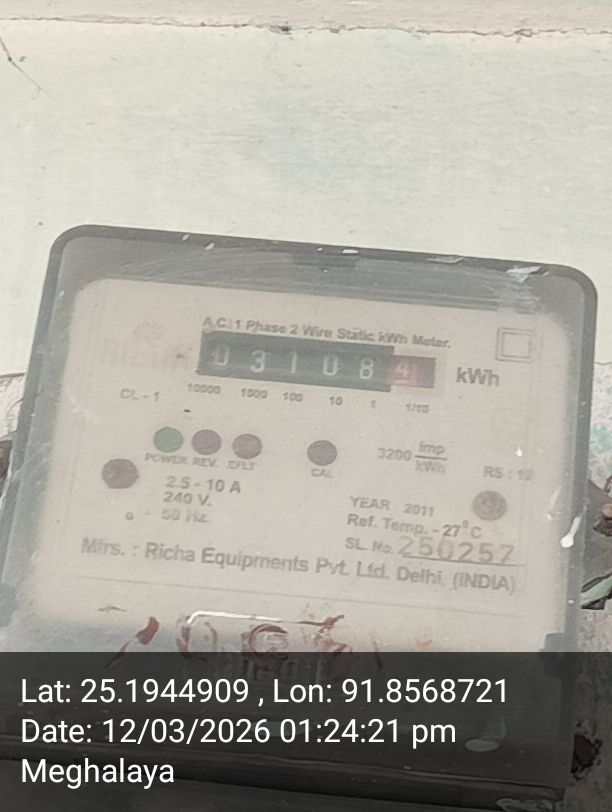 A.C. 1 Phase 2 Wire Static kWh Meter.
0 3 1 0 8 4 kWh
CL - 1 10000 1000 100 10 1 1/10
POWER REV. EFLT CAL
3200 Imp/kWh
RS :
2.5 - 10 A
240 V.
50 Hz
YEAR 2011
Ref. Temp. - 27°C
SL. No. 250257
Mfrs. : Richa Equipments Pvt. Ltd. Delhi, (INDIA)
Lat: 25.1944909 , Lon: 91.8568721
Date: 12/03/2026 01:24:21 pm
Meghalaya